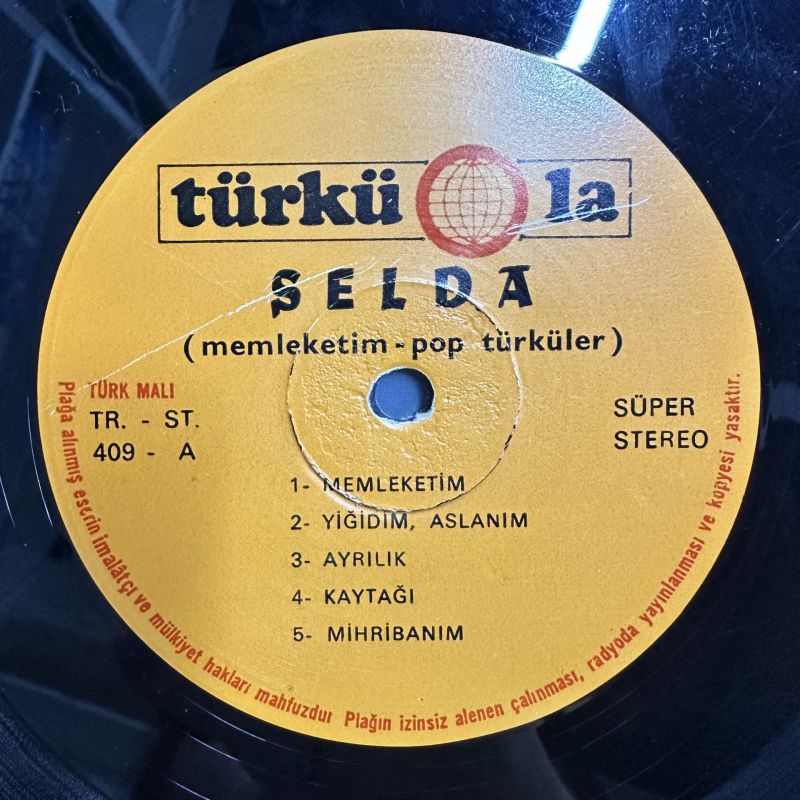 türkü la
SELDA
(memleketim - pop türküler)
TÜRK MALI
TR. - ST.
409 - A
SÜPER
STEREO
1- MEMLEKETİM
2- YİĞİDİM, ASLANIM
3- AYRILIK
4- KAYTAĞI
5- MİHRİBANIM
Plağa alınmış eserin imalâtçı ve mülkiyet hakları mahfuzdur Plağın izinsiz alenen çalınması, radyoda yayınlanması ve kopyesi yasaktır.